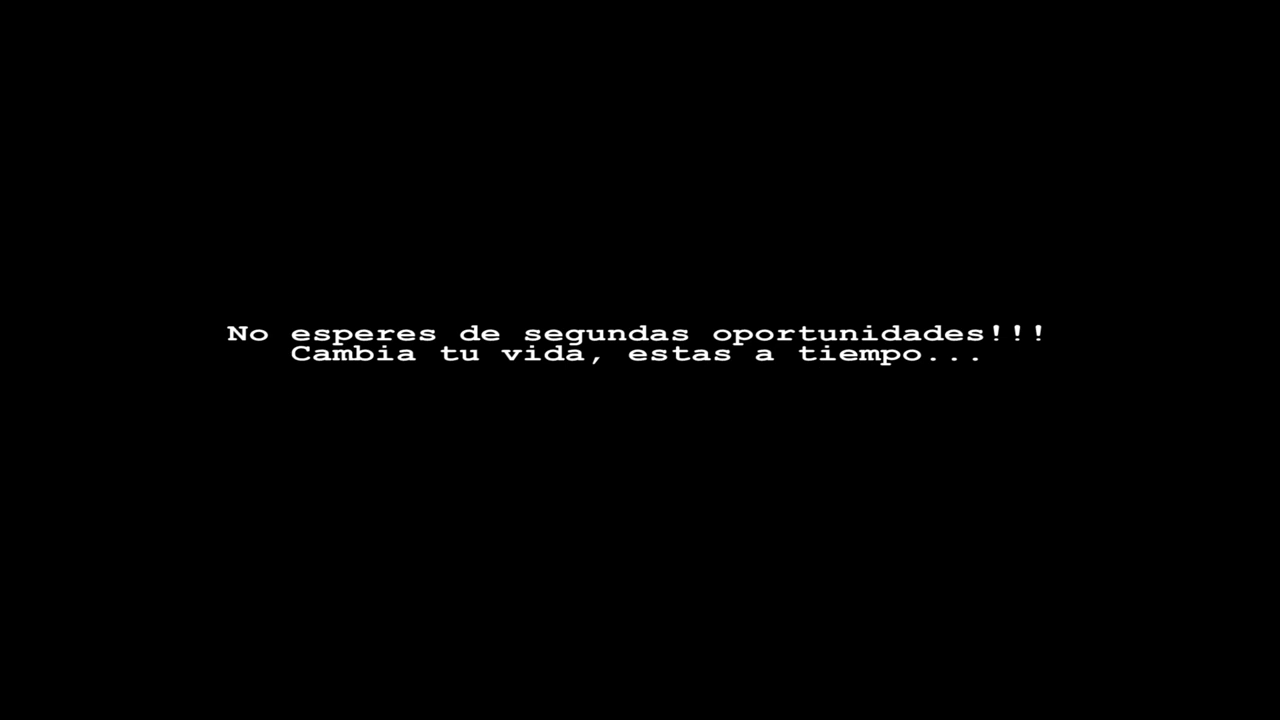 No esperes de segundas oportunidades!!!
Cambia tu vida, estas a tiempo...